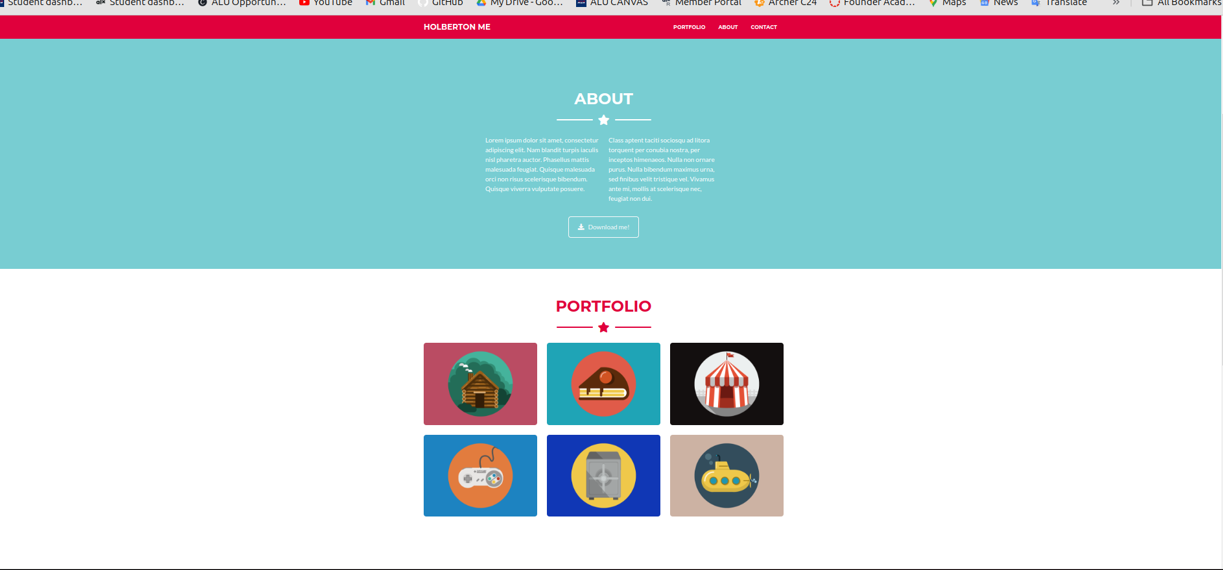 Student dashb…
Student dashb…
ALU Opportun…
YouTube
Gmail
GitHub
My Drive - Goo…
ALU CANVAS
Member Portal
Archer C24
Founder Acad…
Maps
News
Translate
»
All Bookmarks
HOLBERTON ME
PORTPOLIO
ABOUT
CONTACT
ABOUT
Lorem ipsum dolor sit amet, consectetur
adipiscing elit. Nam blandit turpis iaculis
nisl pharetra auctor. Phasellus mattis
malesuada feugiat. Quisque malesuada
orci non risus scelerisque bibendum.
Quisque viverra vulputate posuere.
Class aptent taciti sociosqu ad litora
torquent per conubia nostra, per
inceptos himenaeos. Nulla non ornare
purus. Nulla bibendum maximus urna,
sed finibus velit tristique vel. Vivamus
ante mi, mollis at scelerisque nec,
feugiat non dui.
Download me!
PORTFOLIO